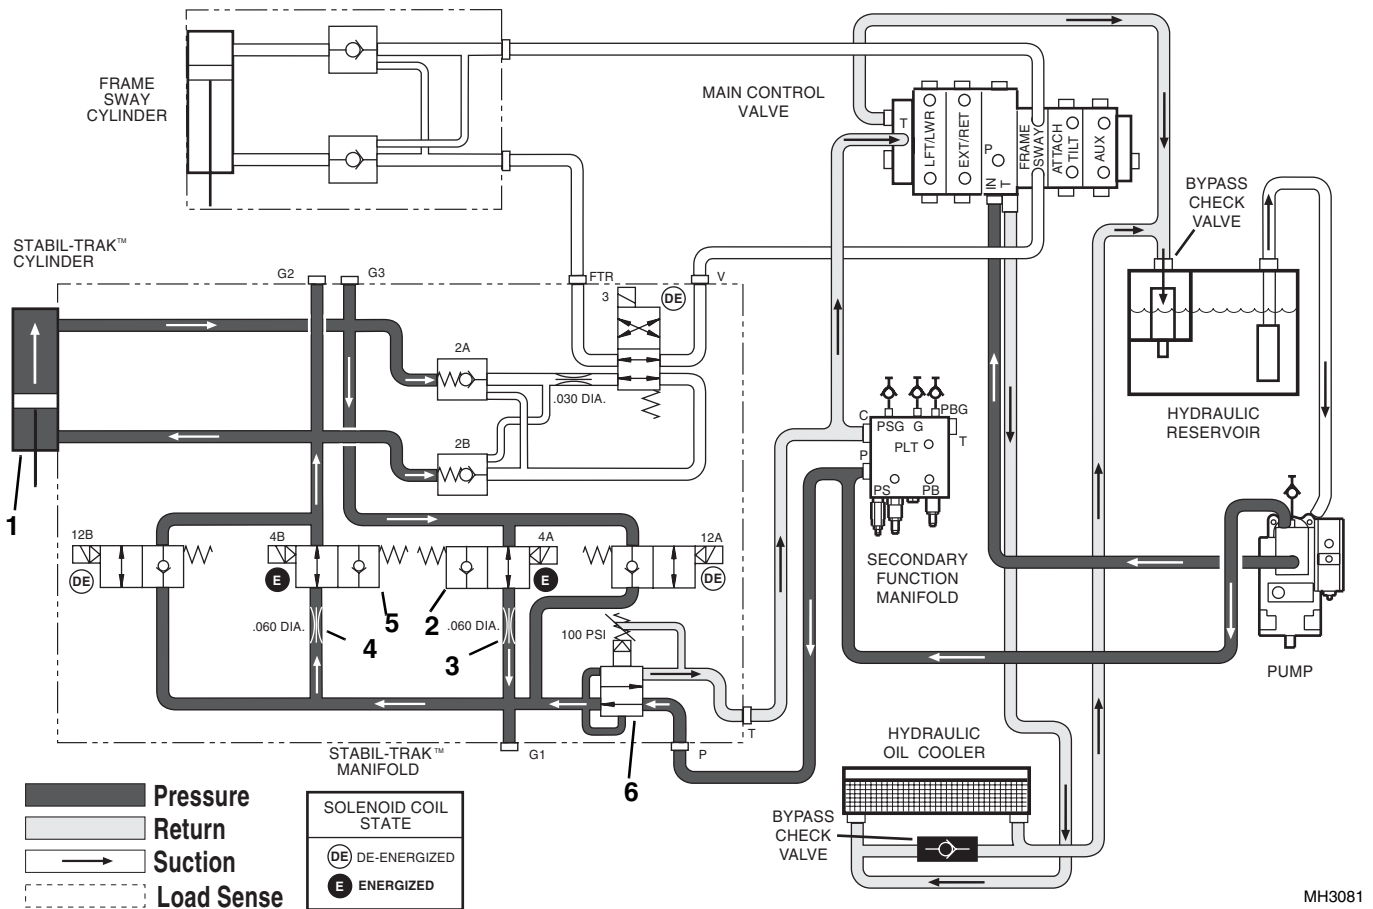 FRAME
SWAY
CYLINDER
MAIN CONTROL
VALVE
T
LFT/LWR
EXT/RET
P
IN
T
FRAME
SWAY
ATTACH
TILT
AUX
BYPASS
CHECK
VALVE
STABIL-TRAK™
CYLINDER
G2
G3
FTR
3
DE
V
2A
.030 DIA.
2B
HYDRAULIC
RESERVOIR
C
PSG
G
PBG
T
PLT
P
PS
PB
1
12B
DE
4B
E
4A
E
12A
DE
SECONDARY
FUNCTION
MANIFOLD
.060 DIA.
4
5
2
.060 DIA.
3
100 PSI
PUMP
T
G1
P
6
STABIL-TRAK™
MANIFOLD
HYDRAULIC
OIL COOLER
BYPASS
CHECK
VALVE
Pressure
Return
Suction
Load Sense
SOLENOID COIL
STATE
DE DE-ENERGIZED
E ENERGIZED
MH3081